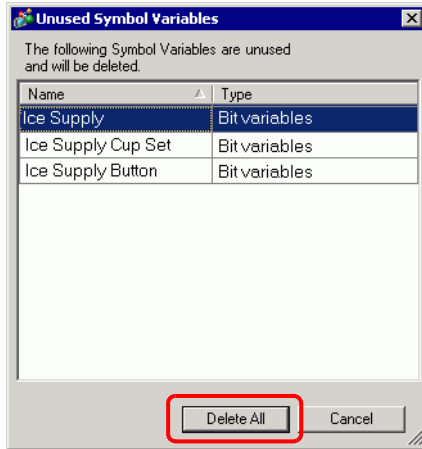 Unused Symbol Variables
The following Symbol Variables are unused
and will be deleted.
Name Type
Ice Supply Bit variables
Ice Supply Cup Set Bit variables
Ice Supply Button Bit variables
Delete All Cancel